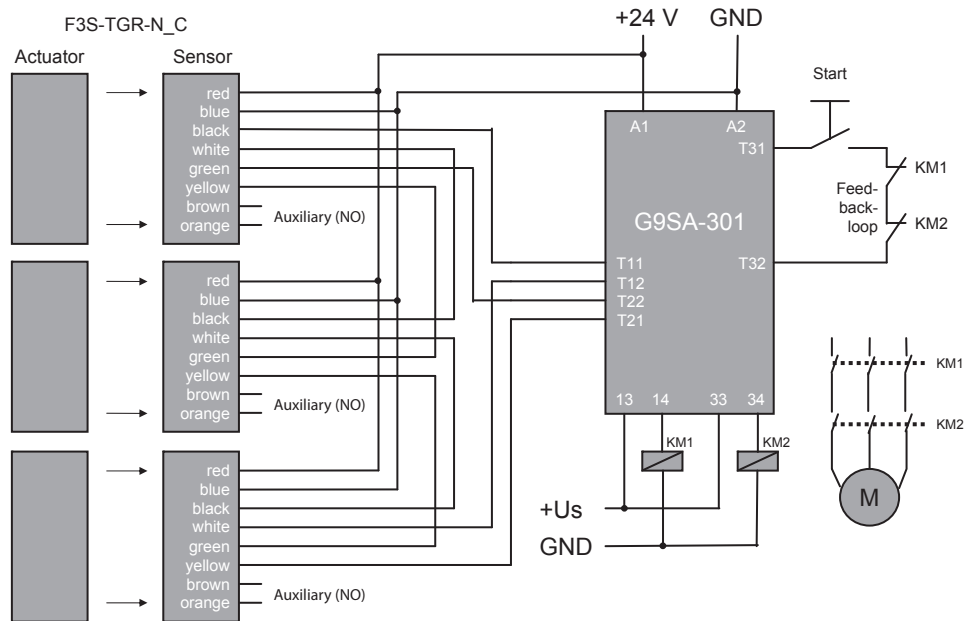 F3S-TGR-N_C
Actuator
Sensor
red
blue
black
white
green
yellow
brown
orange
Auxiliary (NO)
red
blue
black
white
green
yellow
brown
orange
Auxiliary (NO)
red
blue
black
white
green
yellow
brown
orange
Auxiliary (NO)
+24 V
GND
A1
A2
T31
G9SA-301
T11
T12
T22
T21
T32
13
14
33
34
KM1
KM2
+Us
GND
Start
KM1
Feed-
back-
loop
KM2
KM1
KM2
M